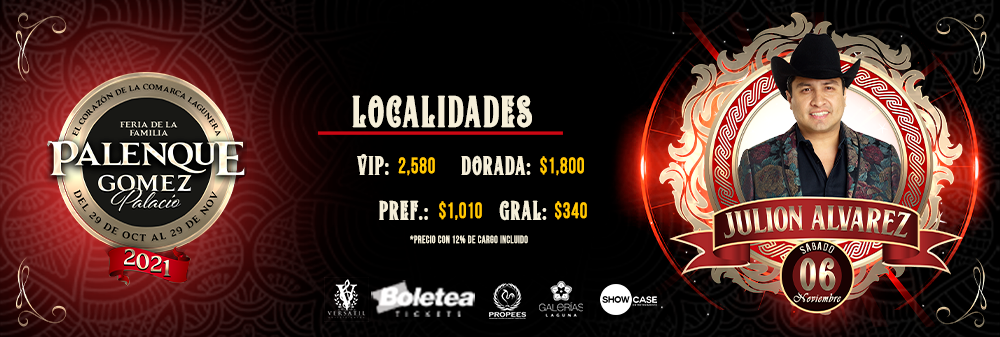 EL CORAZÓN DE LA COMARCA LAGUNERA
FERIA DE LA
FAMILIA
PALENQUE
GOMEZ
Palacio
DEL 29 DE OCT AL 29 DE NOV
2021
LOCALIDADES
VIP: 2,580 DORADA: $1,800
PREF.: $1,010 GRAL: $340
*PRECIO CON 12% DE CARGO INCLUIDO
VERSATIL
Boletea
TICKETS
PROPEES
GALERÍAS
LAGUNA
SHOWCASE
JULION ALVAREZ
SABADO
06
Noviembre